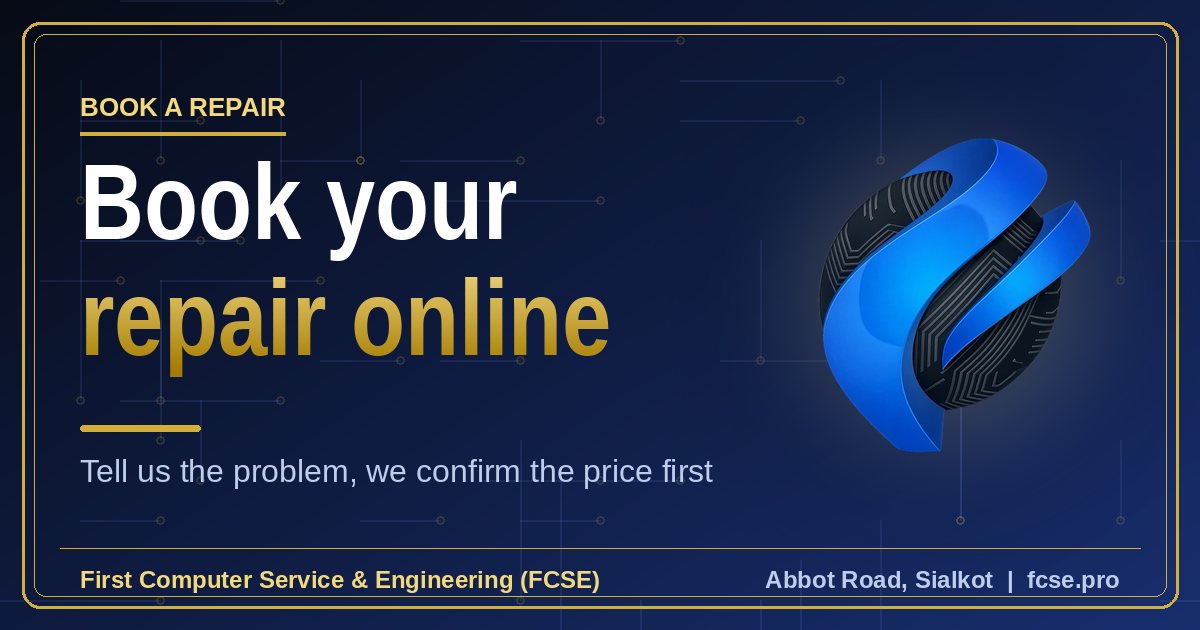 BOOK A REPAIR
Book your
repair online
Tell us the problem, we confirm the price first
First Computer Service & Engineering (FCSE)
Abbot Road, Sialkot | fcse.pro